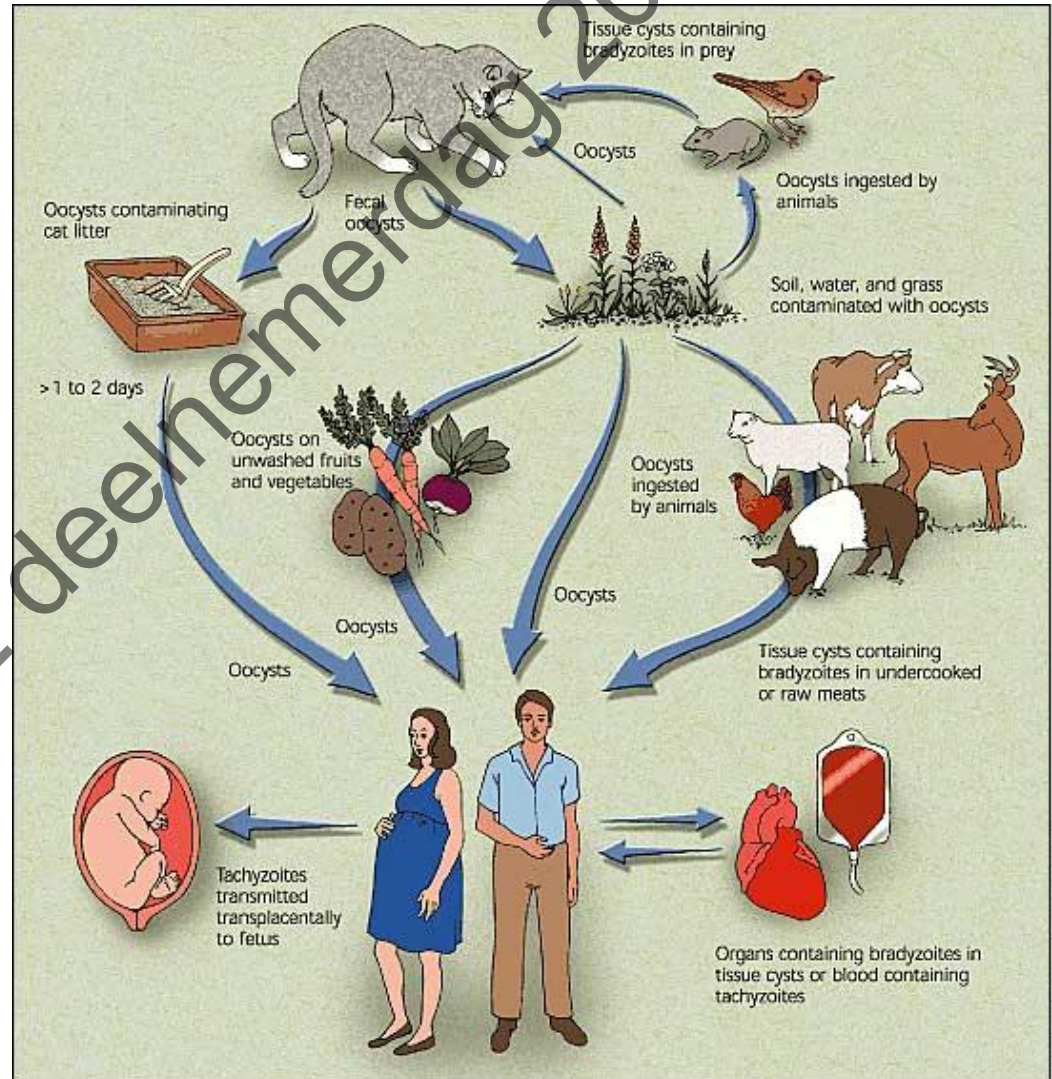 Tissue cysts containing
bradyzoites in prey
Oocysts
Oocysts ingested by
animals
Fecal
oocysts
Oocysts contaminating
cat litter
Soil, water, and grass
contaminated with oocysts
>1 to 2 days
Oocysts on
unwashed fruits
and vegetables
Oocysts
ingested
by animals
Oocysts
Oocysts
Oocysts
Tissue cysts containing
bradyzoites in undercooked
or raw meats
Tachyzoites
transmitted
transplacentally
to fetus
Organs containing bradyzoites in
tissue cysts or blood containing
tachyzoites
deelnemerdag